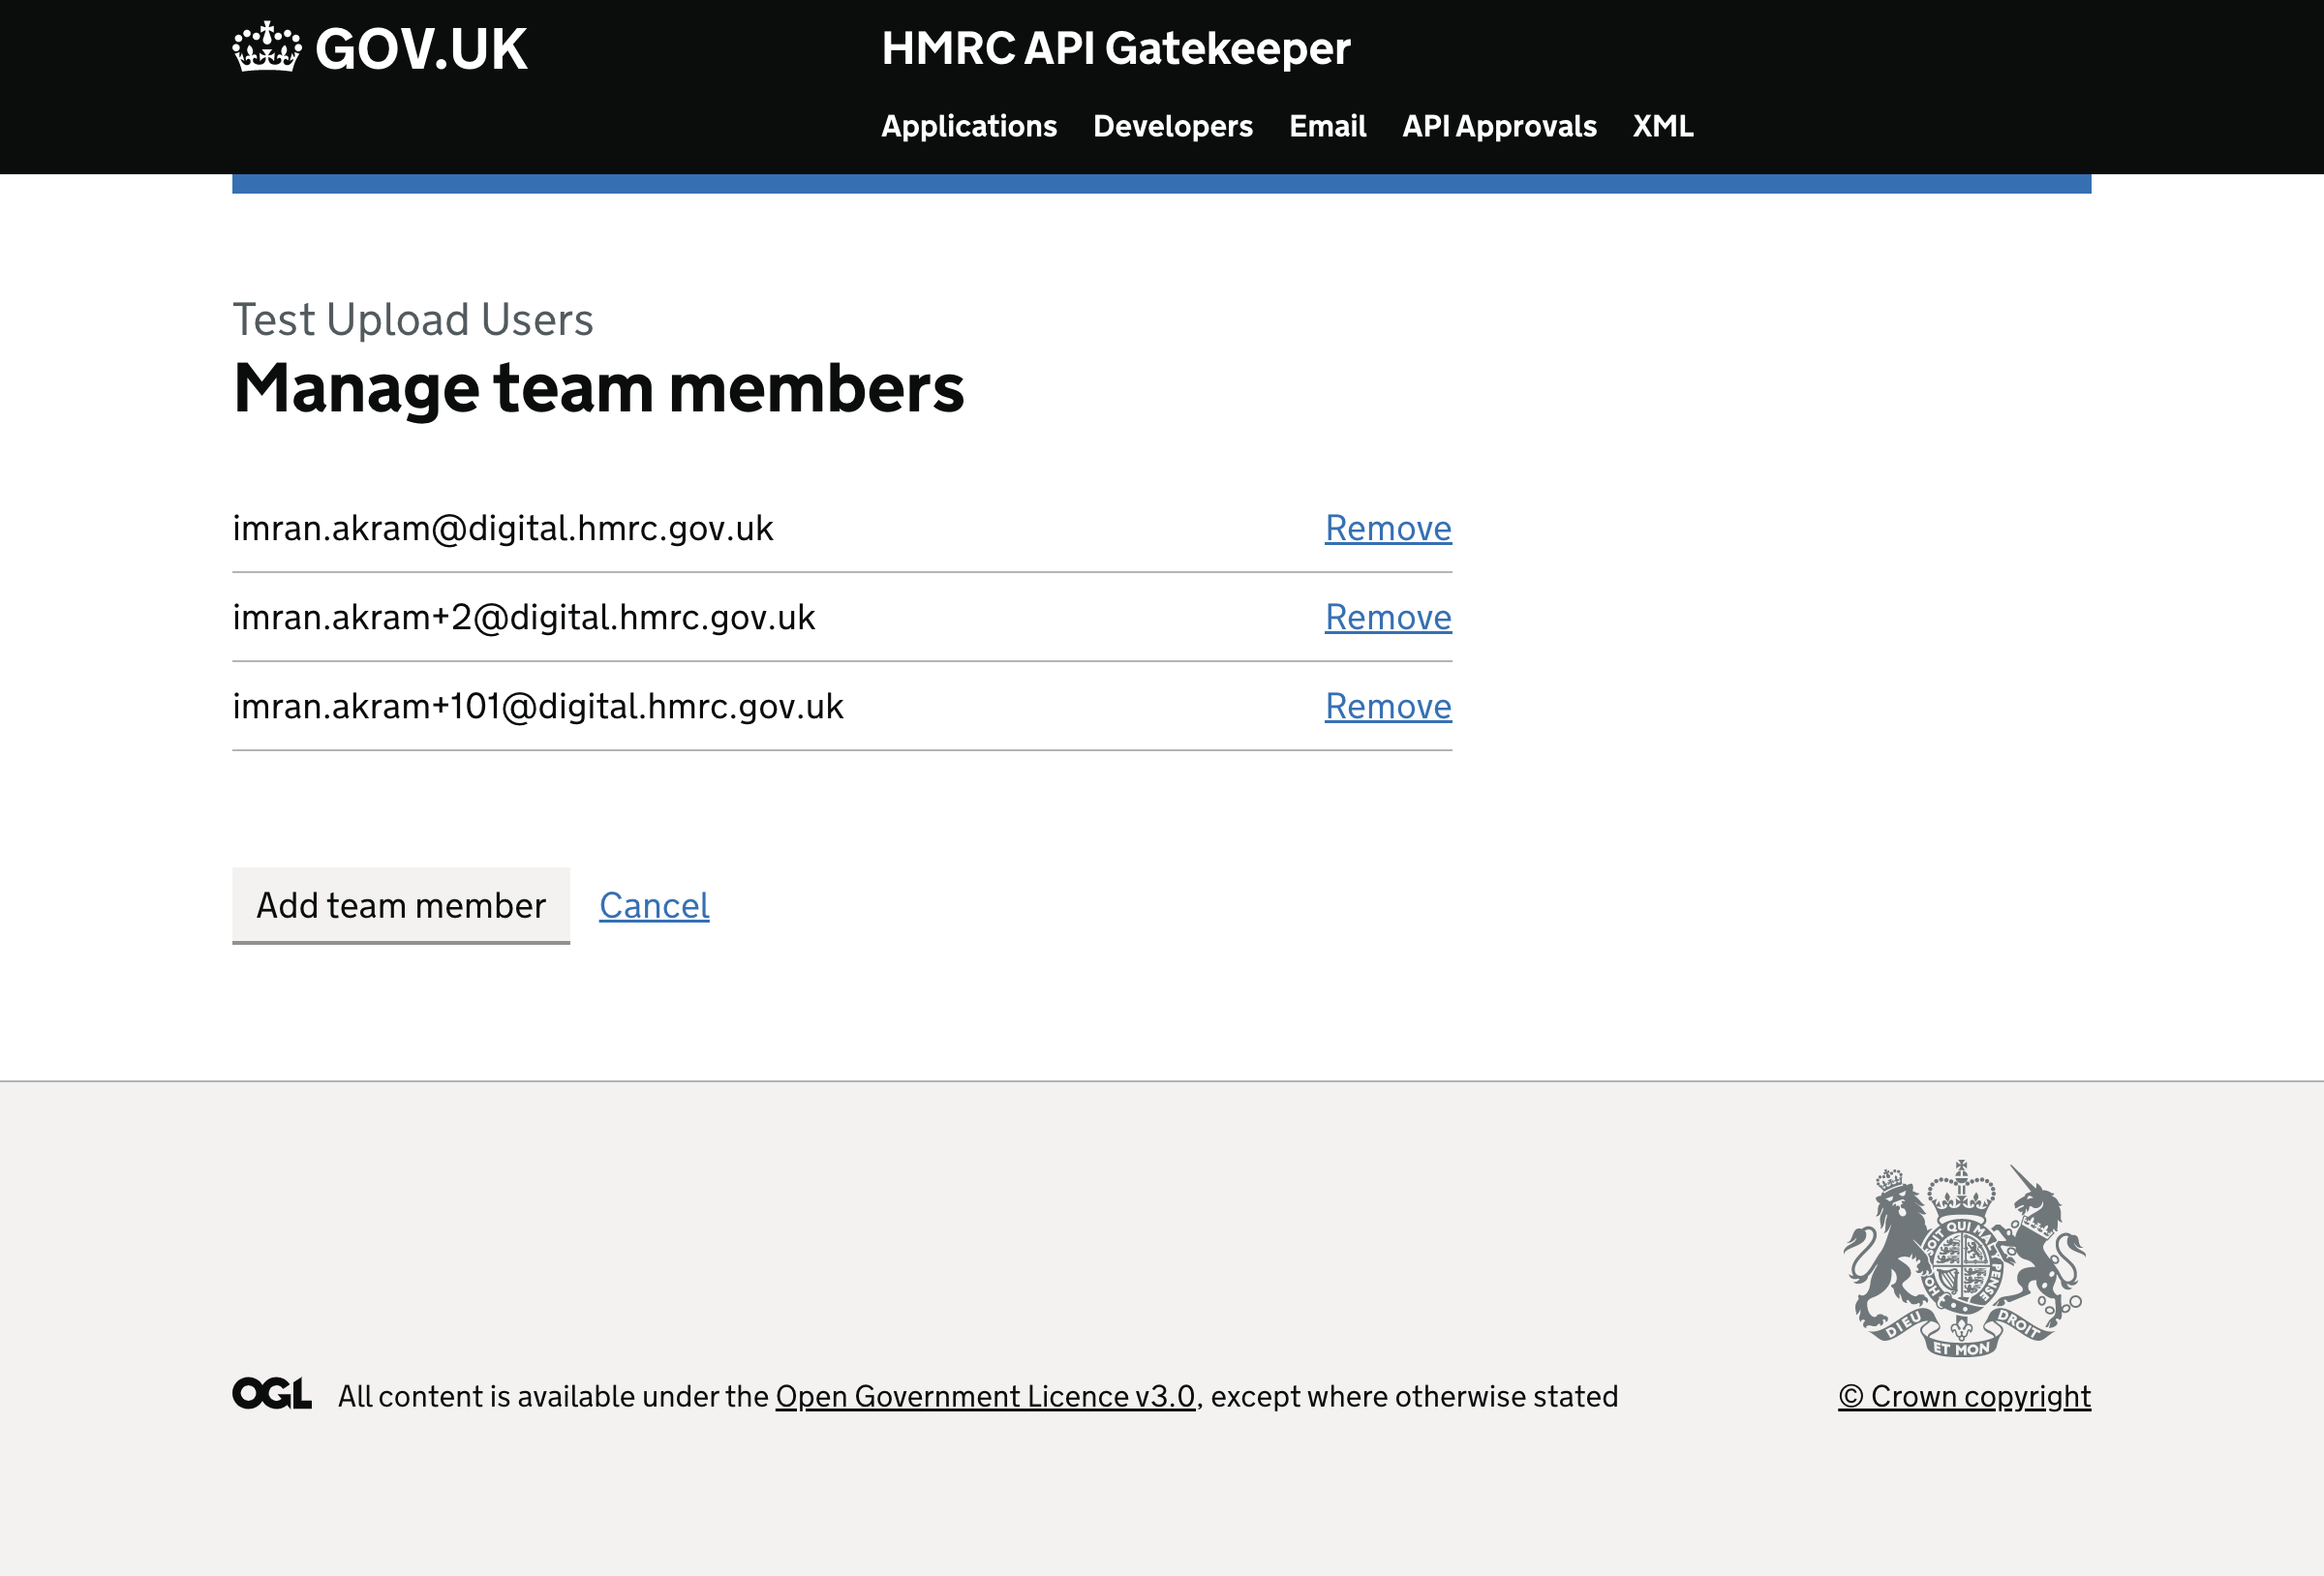 GOV.UK
HMRC API Gatekeeper
Applications Developers Email API Approvals XML
Test Upload Users
Manage team members
imran.akram@digital.hmrc.gov.uk Remove
imran.akram+2@digital.hmrc.gov.uk Remove
imran.akram+101@digital.hmrc.gov.uk Remove
Add team member Cancel
SOIT QUI MAL Y PENSE
DIEU ET MON DROIT
OGL All content is available under the Open Government Licence v3.0, except where otherwise stated
© Crown copyright